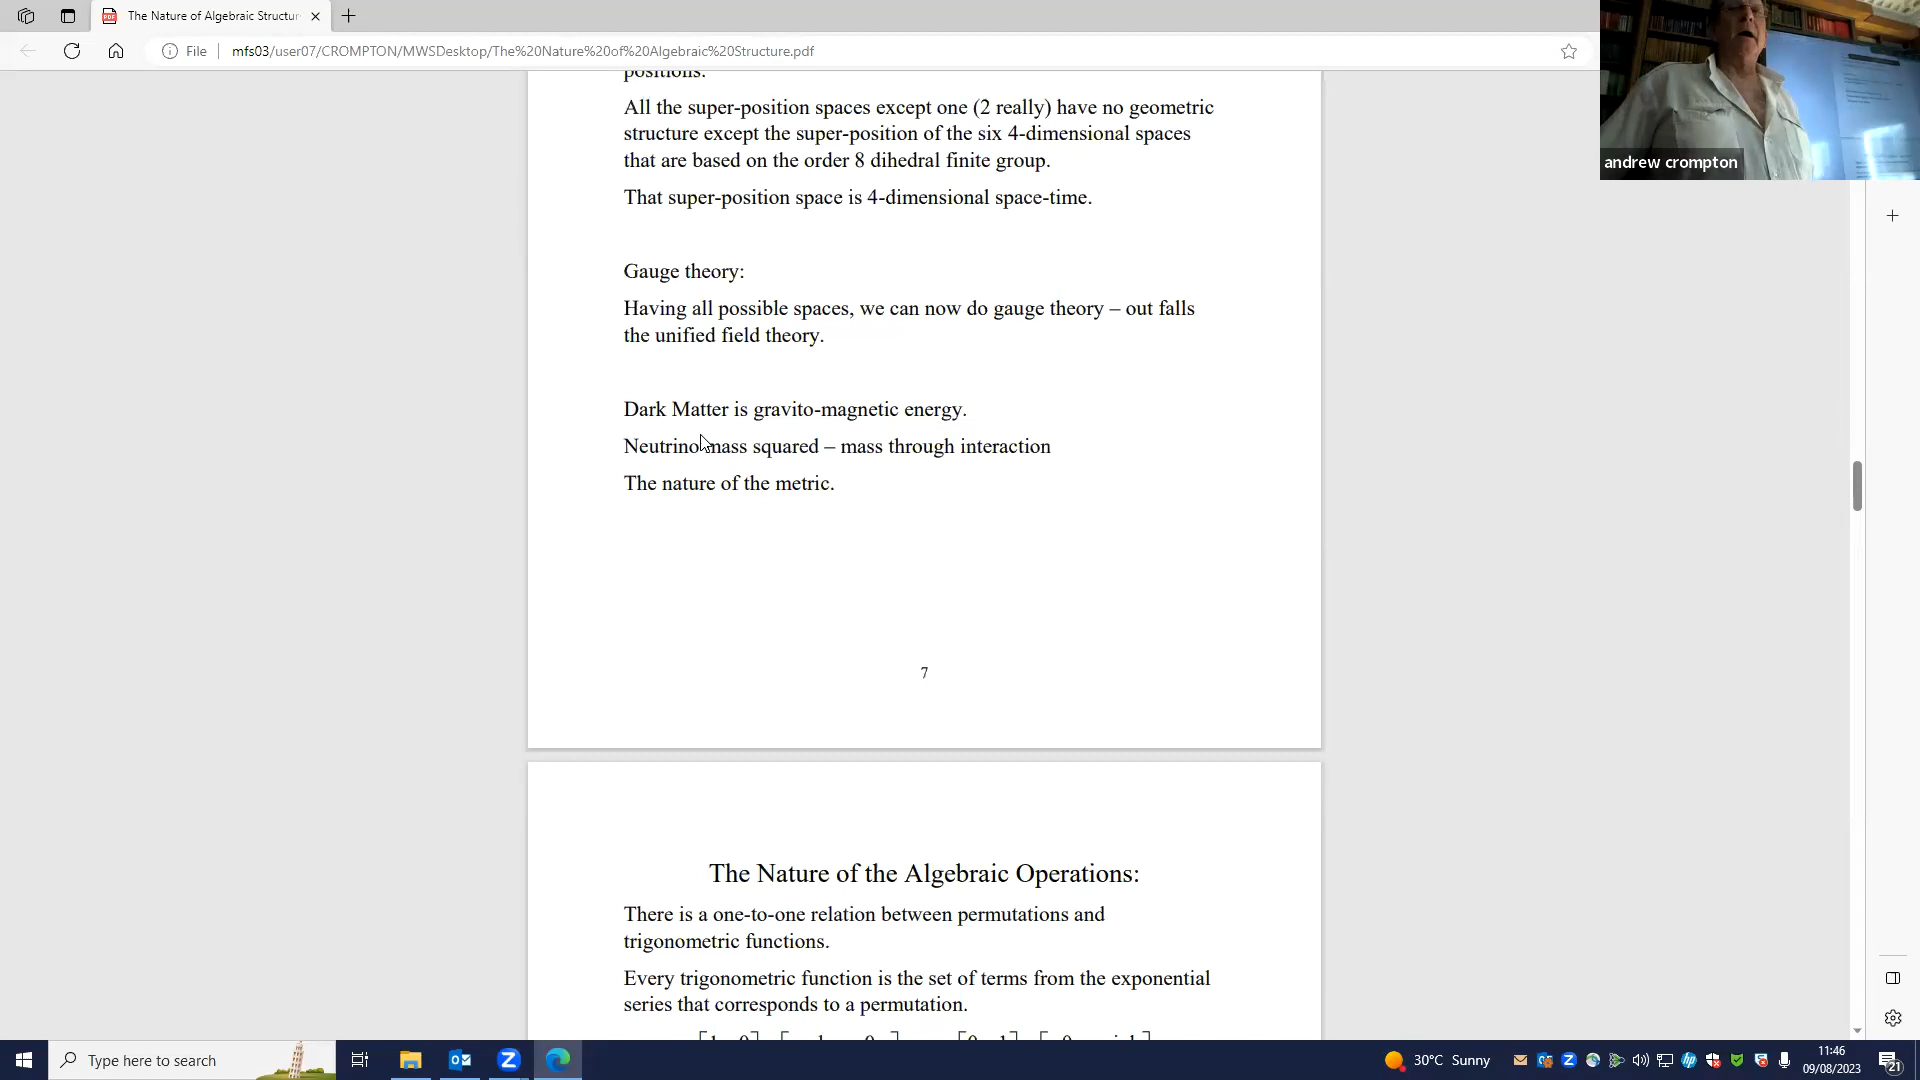 The Nature of Algebraic Structur
File
mfs03/user07/CROMPTON/MWSDesktop/The%20Nature%20of%20Algebraic%20Structure.pdf
andrew crompton
positions.
All the super-position spaces except one (2 really) have no geometric
structure except the super-position of the six 4-dimensional spaces
that are based on the order 8 dihedral finite group.
That super-position space is 4-dimensional space-time.
Gauge theory:
Having all possible spaces, we can now do gauge theory – out falls
the unified field theory.
Dark Matter is gravito-magnetic energy.
Neutrino mass squared – mass through interaction
The nature of the metric.
7
The Nature of the Algebraic Operations:
There is a one-to-one relation between permutations and
trigonometric functions.
Every trigonometric function is the set of terms from the exponential
series that corresponds to a permutation.
Type here to search
30°C Sunny
11:46
09/08/2023
21